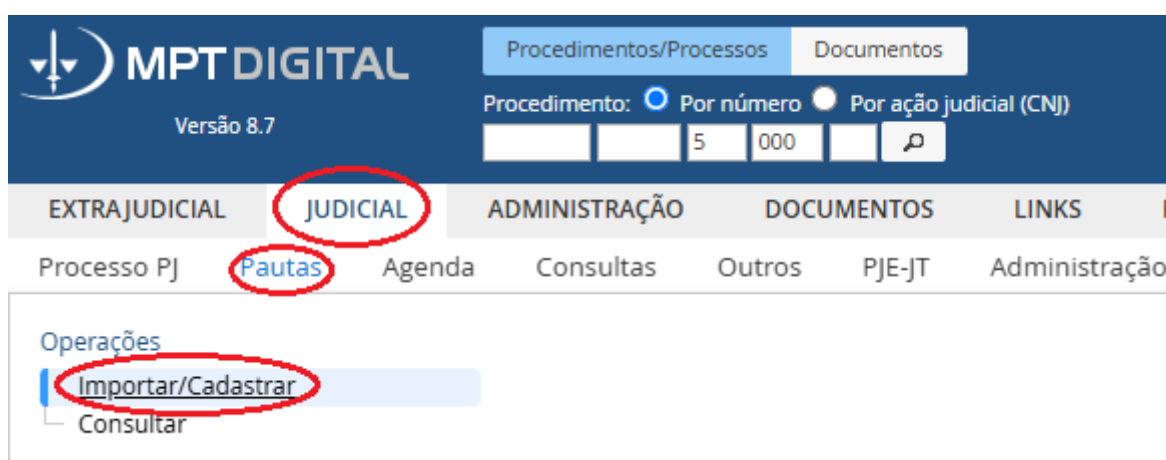 MPT DIGITAL
Versão 8.7
Procedimentos/Processos Documentos
Procedimento: Por número Por ação judicial (CNJ)
5 000
EXTRAJUDICIAL JUDICIAL ADMINISTRAÇÃO DOCUMENTOS LINKS
Processo PJ Pautas Agenda Consultas Outros PJE-JT Administração
Operações
Importar/Cadastrar
Consultar